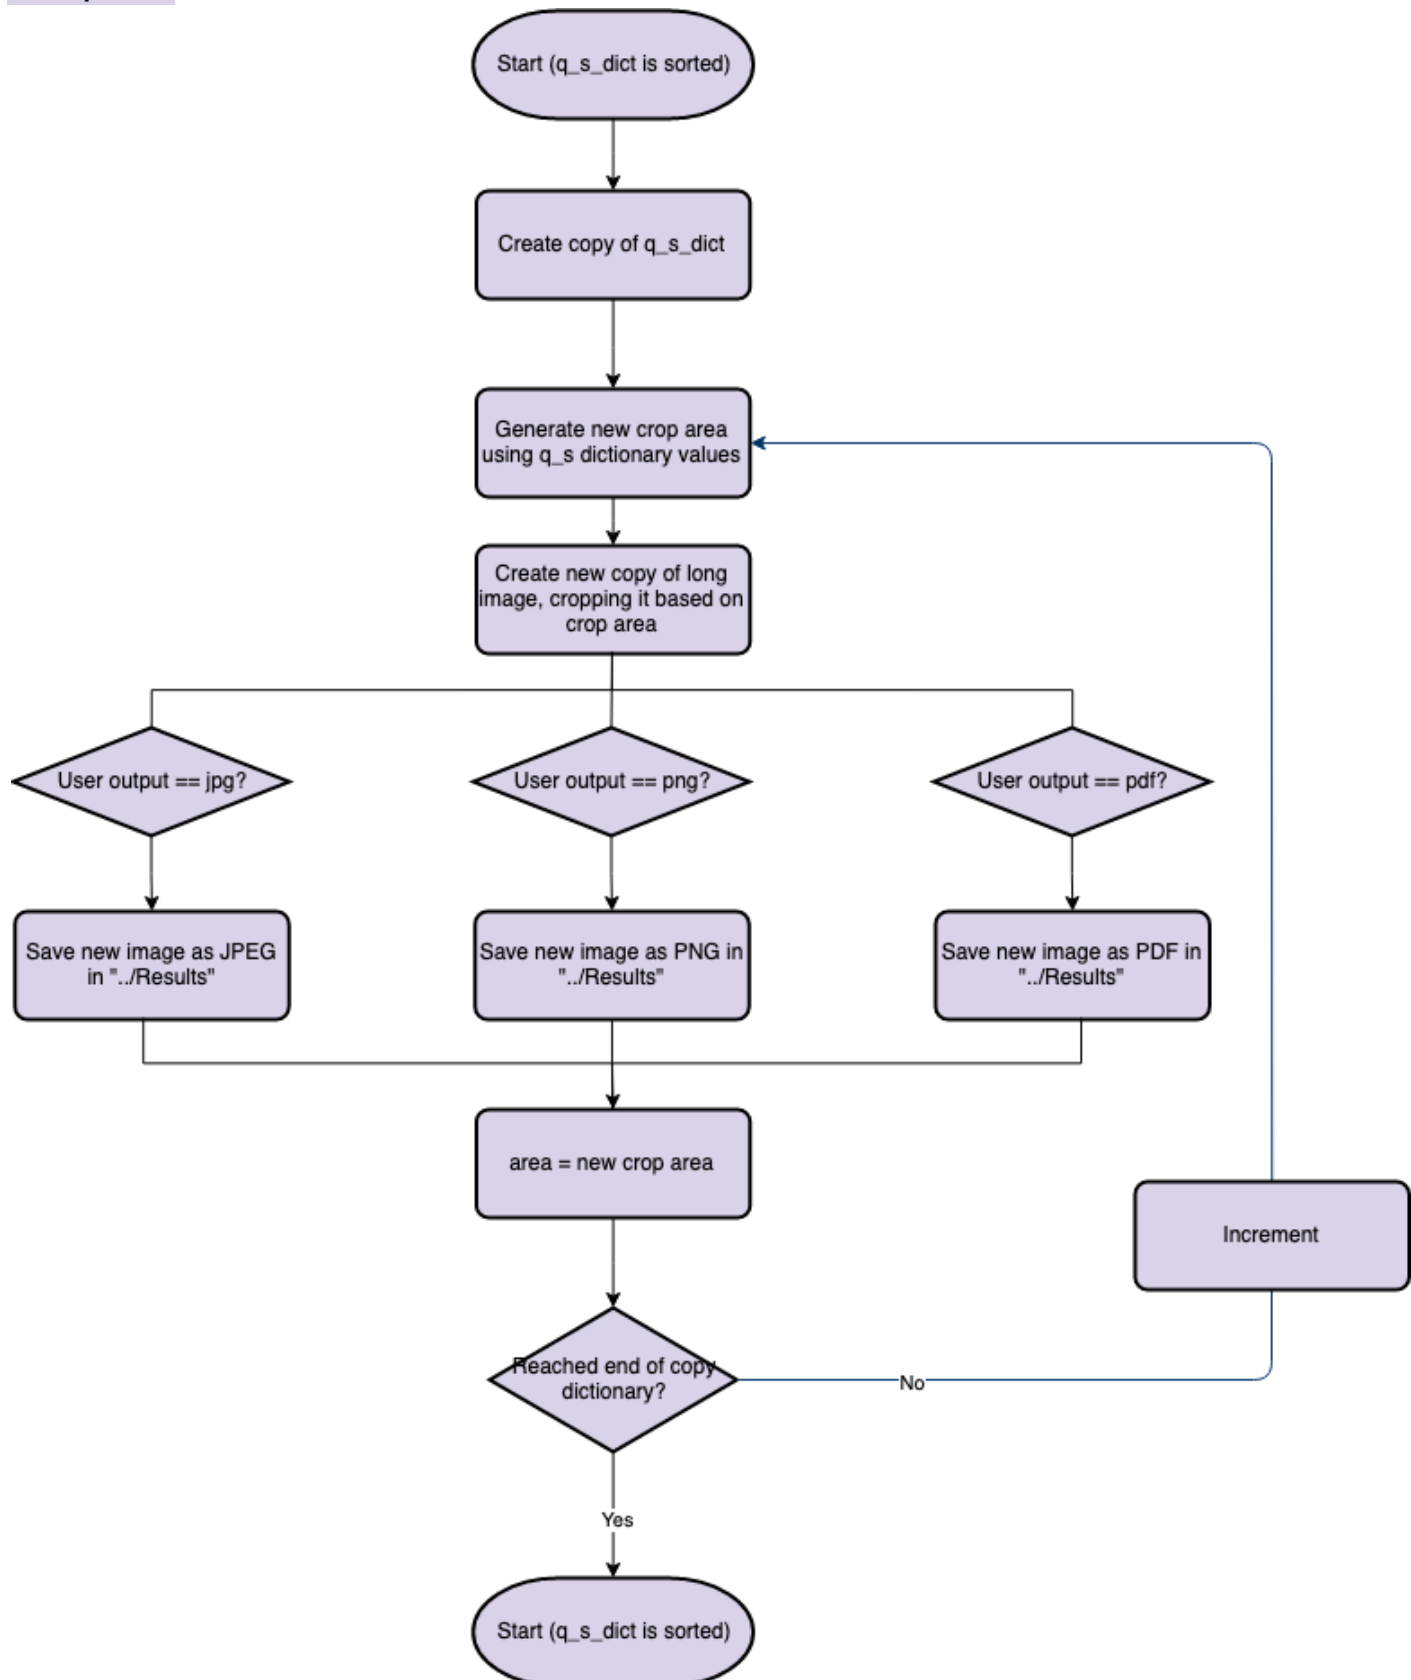 Start (q_s_dict is sorted)
Create copy of q_s_dict
Generate new crop area
using q_s dictionary values
Create new copy of long
image, cropping it based on
crop area
User output == jpg?
User output == png?
User output == pdf?
Save new image as JPEG
in "../Results"
Save new image as PNG in
"../Results"
Save new image as PDF in
"../Results"
area = new crop area
Increment
Reached end of copy
dictionary?
No
Yes
Start (q_s_dict is sorted)